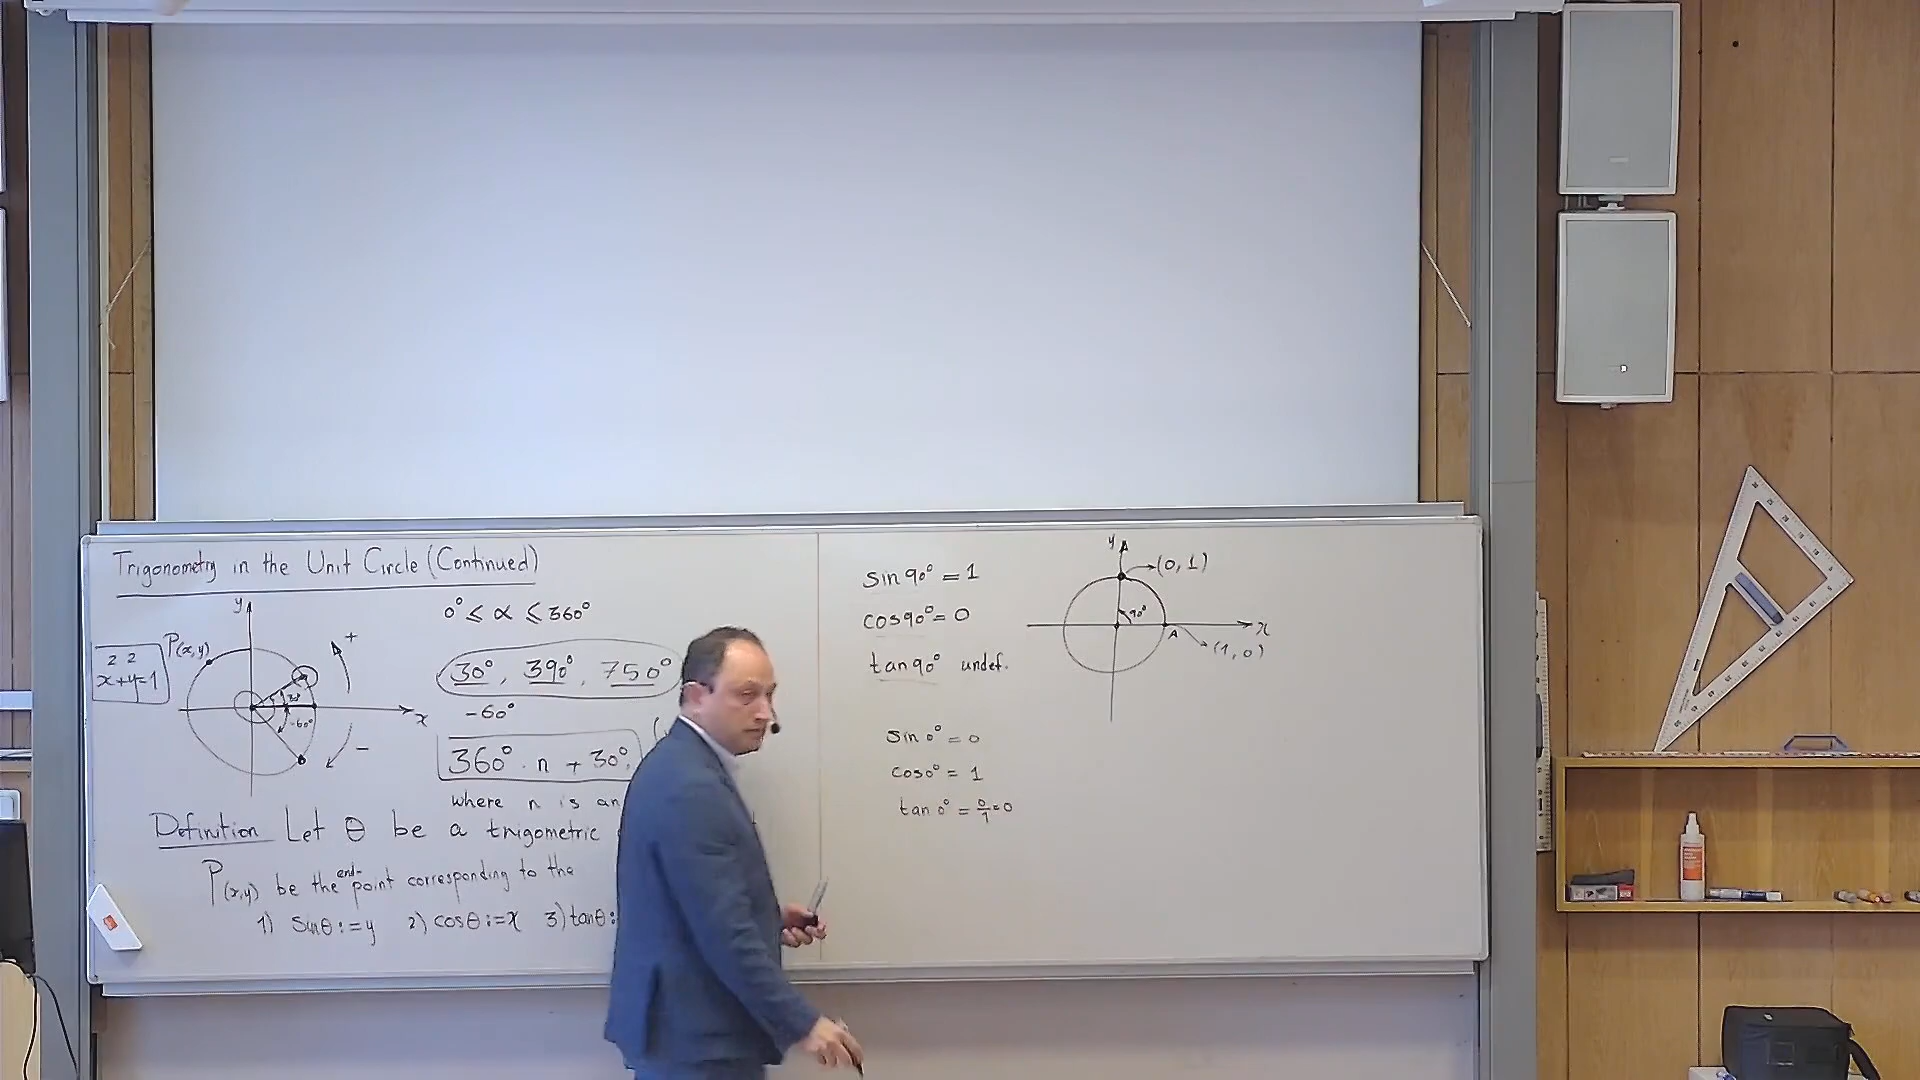 Trigonometry in the Unit Circle (Continued)
y
0° ≤ α ≤ 360°
P(x,y)
+
x²+y²=1
30°, 390°, 750°
30°
-60°
x
-60°
−
360° · n + 30°,
where n is an
Definition Let θ be a trigometric
P(x,y) be the end-point corresponding to the
1) sinθ:=y 2) cosθ:=x 3) tanθ:
sin 90° = 1
cos 90° = 0
tan 90° undef.
sin 0° = 0
cos 0° = 1
tan 0° = 0/1 = 0
y
(0,1)
90°
x
A
(1,0)